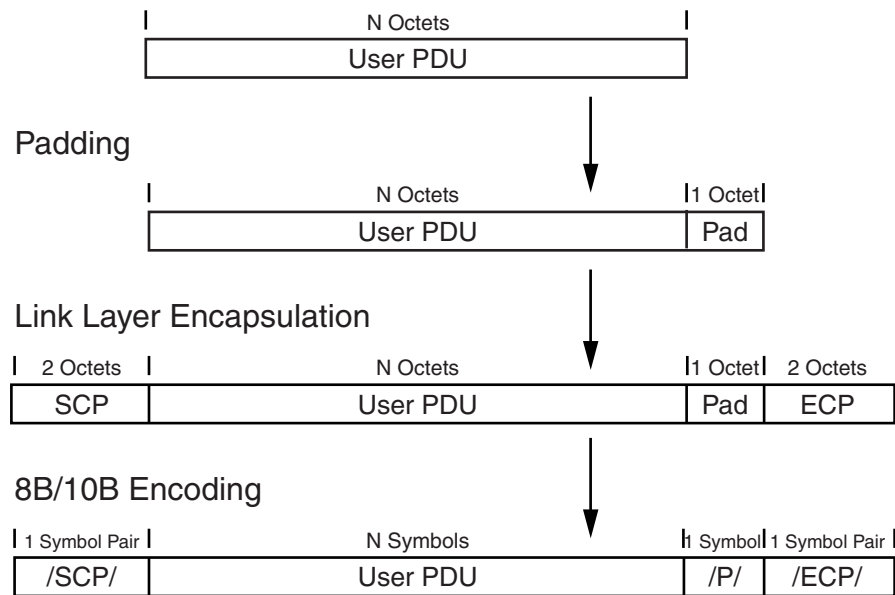 N Octets
User PDU
Padding
N Octets 1 Octet
User PDU Pad
Link Layer Encapsulation
2 Octets N Octets 1 Octet 2 Octets
SCP User PDU Pad ECP
8B/10B Encoding
1 Symbol Pair N Symbols 1 Symbol 1 Symbol Pair
/SCP/ User PDU /P/ /ECP/